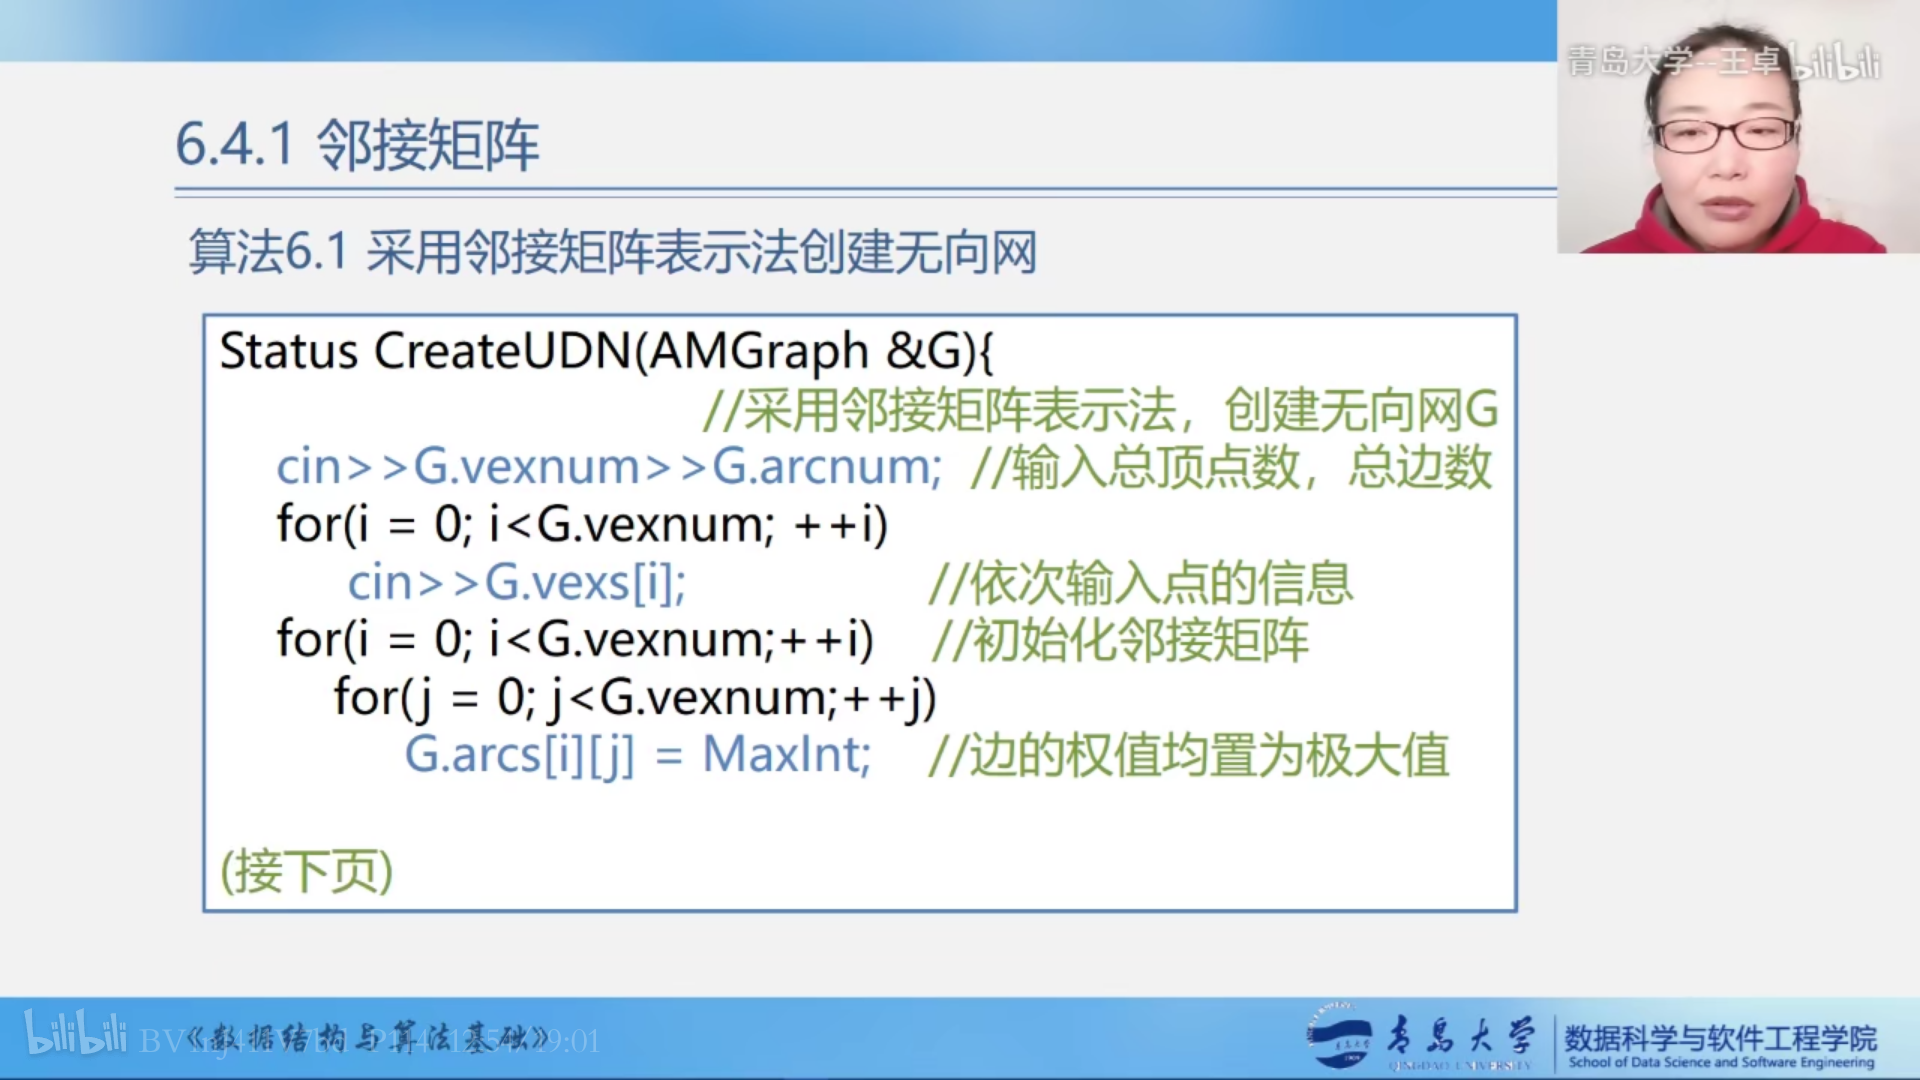 青岛大学--王卓 bilibili
6.4.1 邻接矩阵
算法6.1 采用邻接矩阵表示法创建无向网
Status CreateUDN(AMGraph &G){
//采用邻接矩阵表示法，创建无向网G
cin>>G.vexnum>>G.arcnum; //输入总顶点数，总边数
for(i = 0; i<G.vexnum; ++i)
cin>>G.vexs[i]; //依次输入点的信息
for(i = 0; i<G.vexnum;++i) //初始化邻接矩阵
for(j = 0; j<G.vexnum;++j)
G.arcs[i][j] = MaxInt; //边的权值均置为极大值
(接下页)
bilibili
《数据结构与算法基础》
青岛大学
QINGDAO UNIVERSITY
数据科学与软件工程学院
School of Data Science and Software Engineering